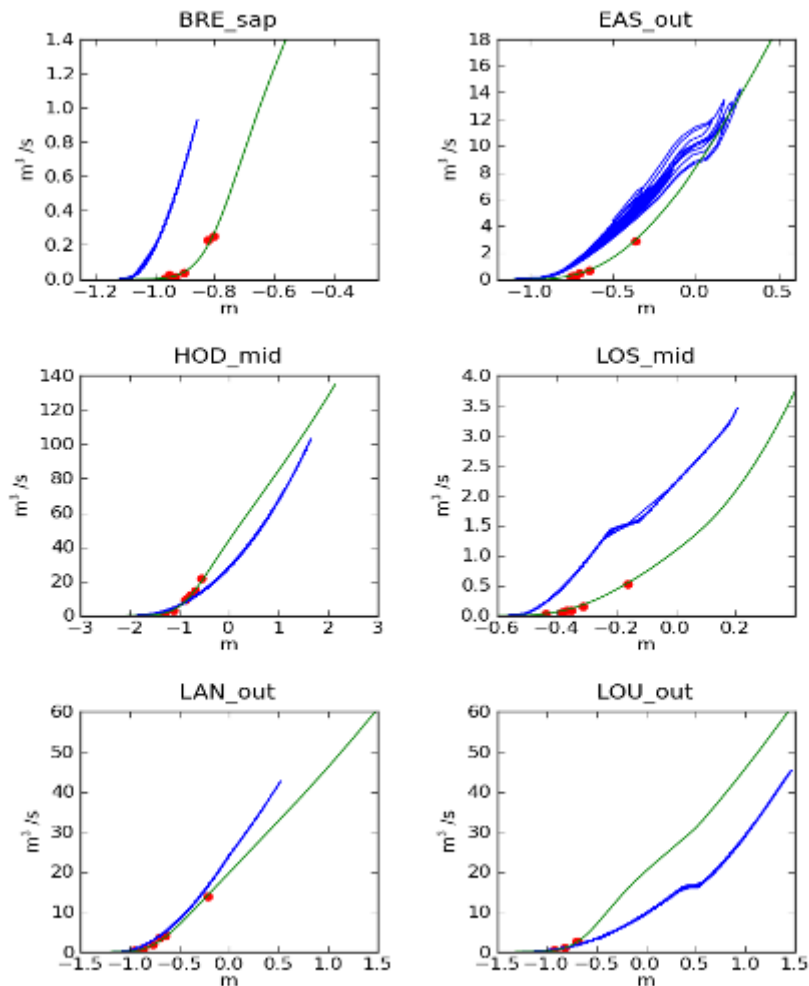 BRE_sap
1.4
1.2
1.0
0.8
0.6
0.4
0.2
0.0
m³/s
−1.2 −1.0 −0.8 −0.6 −0.4
m
EAS_out
18
16
14
12
10
8
6
4
2
0
m³/s
−1.0 −0.5 0.0 0.5
m
HOD_mid
140
120
100
80
60
40
20
0
m³/s
−3 −2 −1 0 1 2 3
m
LOS_mid
4.0
3.5
3.0
2.5
2.0
1.5
1.0
0.5
0.0
m³/s
−0.6 −0.4 −0.2 0.0 0.2
m
LAN_out
60
50
40
30
20
10
0
m³/s
−1.5 −1.0 −0.5 0.0 0.5 1.0 1.5
m
LOU_out
60
50
40
30
20
10
0
m³/s
−1.5 −1.0 −0.5 0.0 0.5 1.0 1.5
m